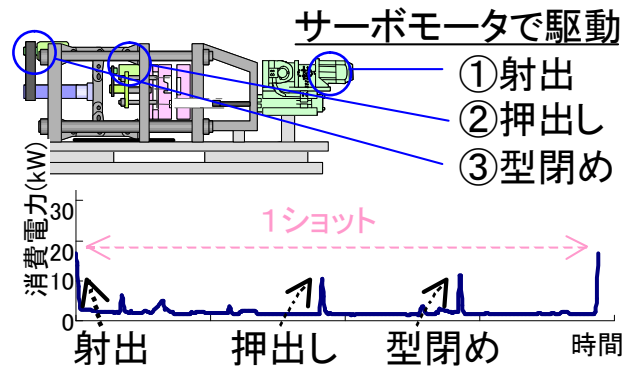 サーボモータで駆動
①射出
②押出し
③型閉め
消費電力(kW)
30
20
10
0
1ショット
射出
押出し
型閉め
時間